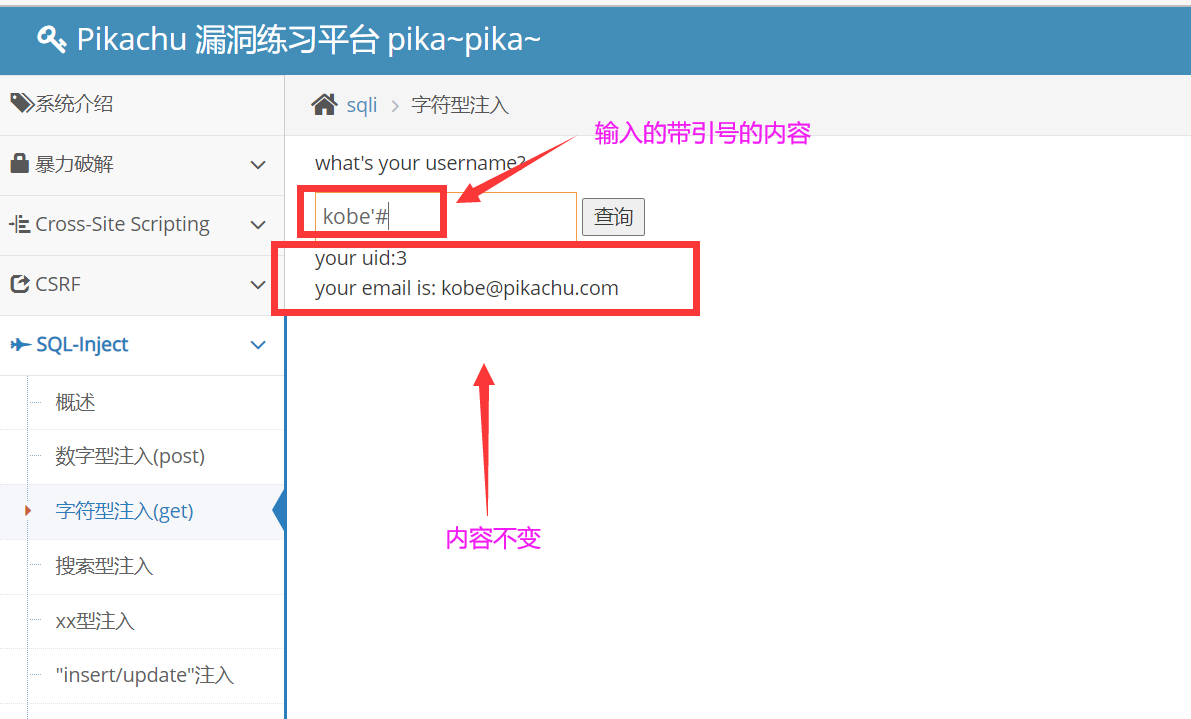 Pikachu 漏洞练习平台 pika~pika~
系统介绍
暴力破解
Cross-Site Scripting
CSRF
SQL-Inject
概述
数字型注入(post)
字符型注入(get)
搜索型注入
xx型注入
"insert/update"注入
sqli > 字符型注入
输入的带引号的内容
what's your username?
kobe'# 查询
your uid:3
your email is: kobe@pikachu.com
内容不变